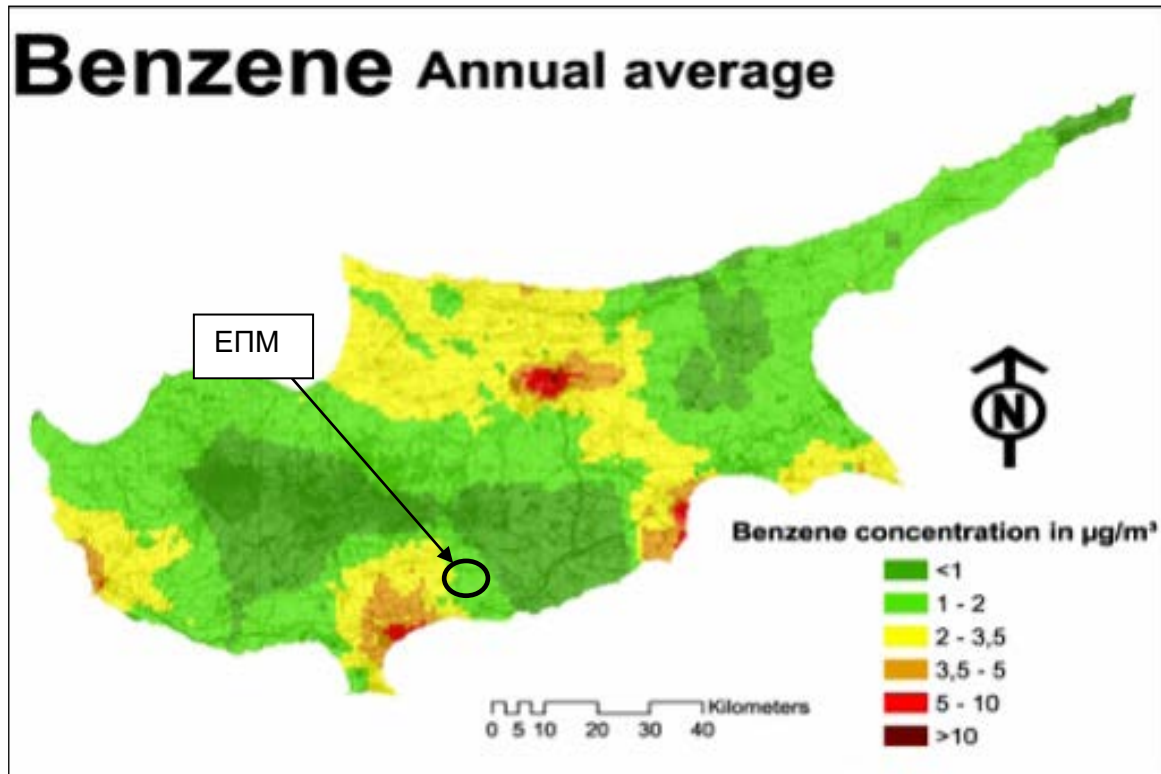 Benzene Annual average
ΕΠΜ
N
Benzene concentration in µg/m³
<1
1 - 2
2 - 3,5
3,5 - 5
5 - 10
>10
Kilometers
0 5 10 20 30 40